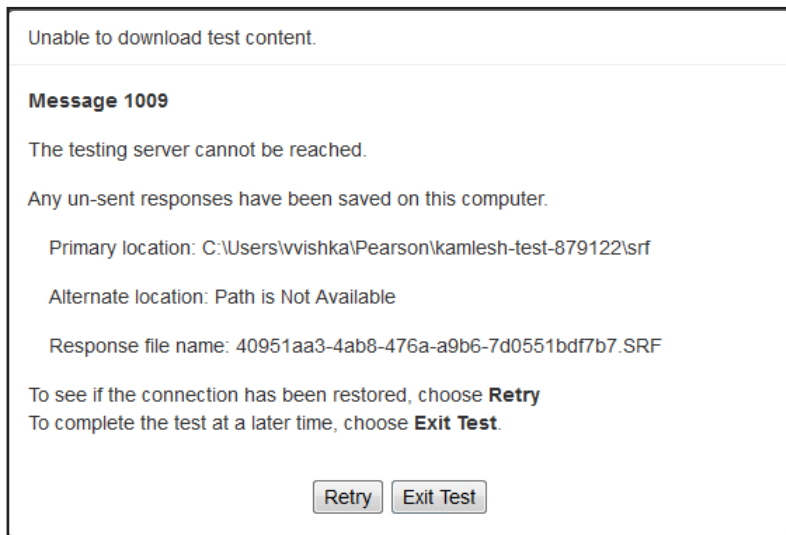 Unable to download test content.
Message 1009
The testing server cannot be reached.
Any un-sent responses have been saved on this computer.
Primary location: C:\Users\vvishka\Pearson\kamlesh-test-879122\srf
Alternate location: Path is Not Available
Response file name: 40951aa3-4ab8-476a-a9b6-7d0551bdf7b7.SRF
To see if the connection has been restored, choose Retry
To complete the test at a later time, choose Exit Test.
Retry Exit Test